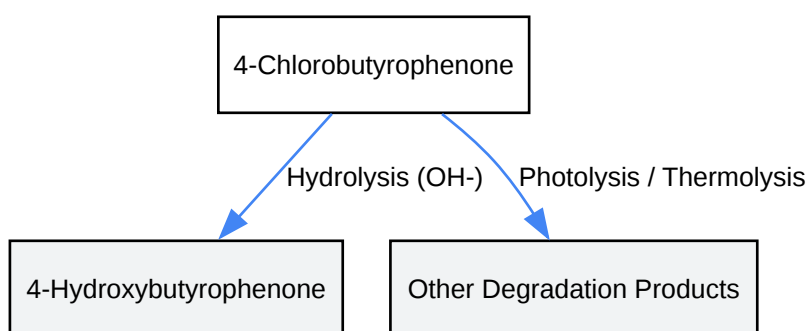 4-Chlorobutyrophenone
Hydrolysis (OH-)
Photolysis / Thermolysis
4-Hydroxybutyrophenone
Other Degradation Products